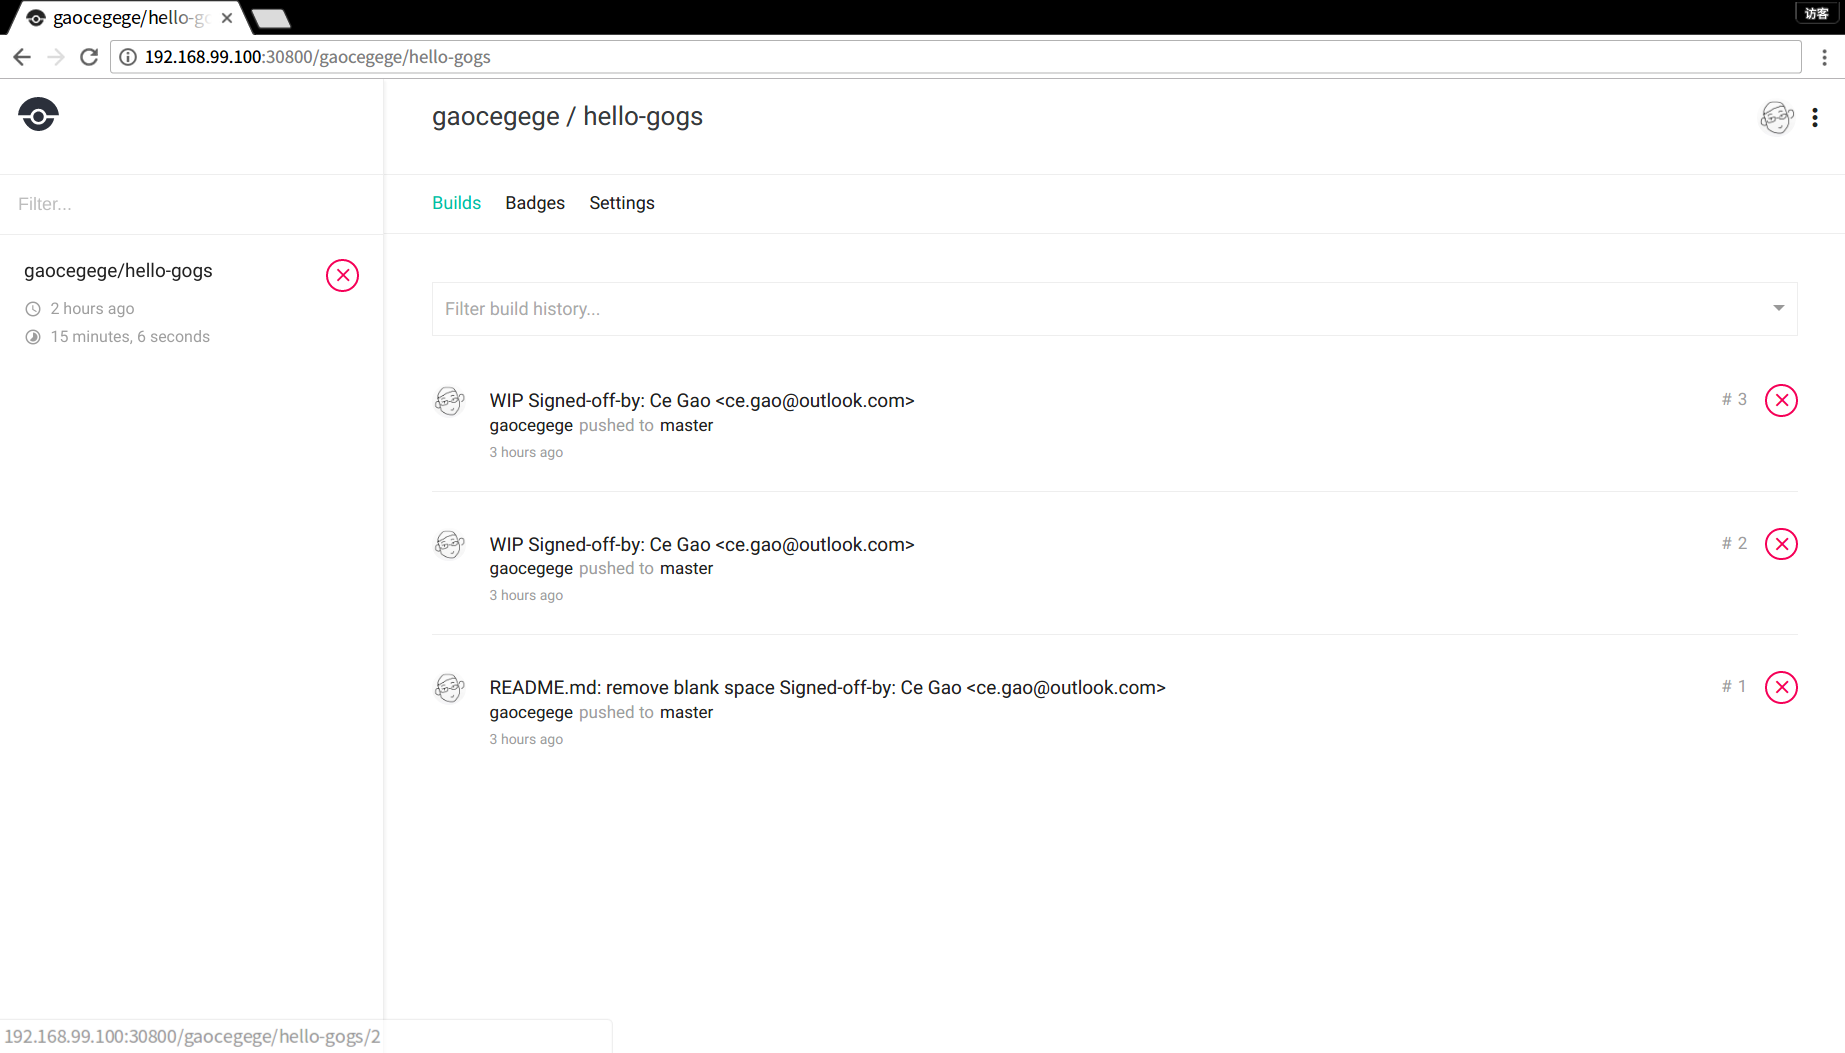 gaocegege/hello-gc
访客
192.168.99.100:30800/gaocegege/hello-gogs
gaocegege / hello-gogs
Filter...
Builds Badges Settings
gaocegege/hello-gogs
2 hours ago
15 minutes, 6 seconds
Filter build history...
WIP Signed-off-by: Ce Gao <ce.gao@outlook.com> # 3
gaocegege pushed to master
3 hours ago
WIP Signed-off-by: Ce Gao <ce.gao@outlook.com> # 2
gaocegege pushed to master
3 hours ago
README.md: remove blank space Signed-off-by: Ce Gao <ce.gao@outlook.com> # 1
gaocegege pushed to master
3 hours ago
192.168.99.100:30800/gaocegege/hello-gogs/2